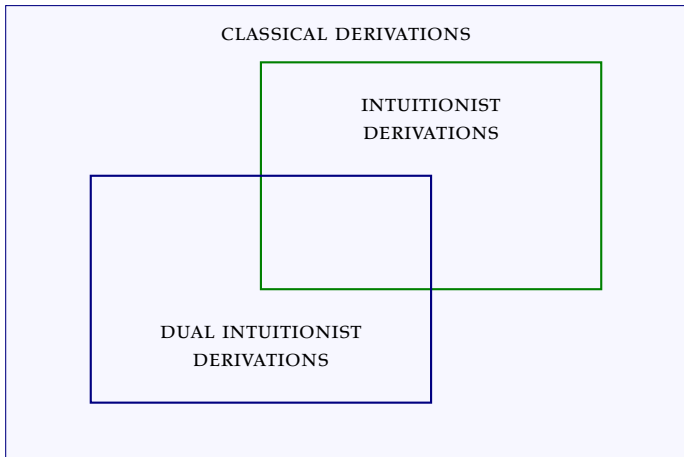 CLASSICAL DERIVATIONS
INTUITIONIST
DERIVATIONS
DUAL INTUITIONIST
DERIVATIONS